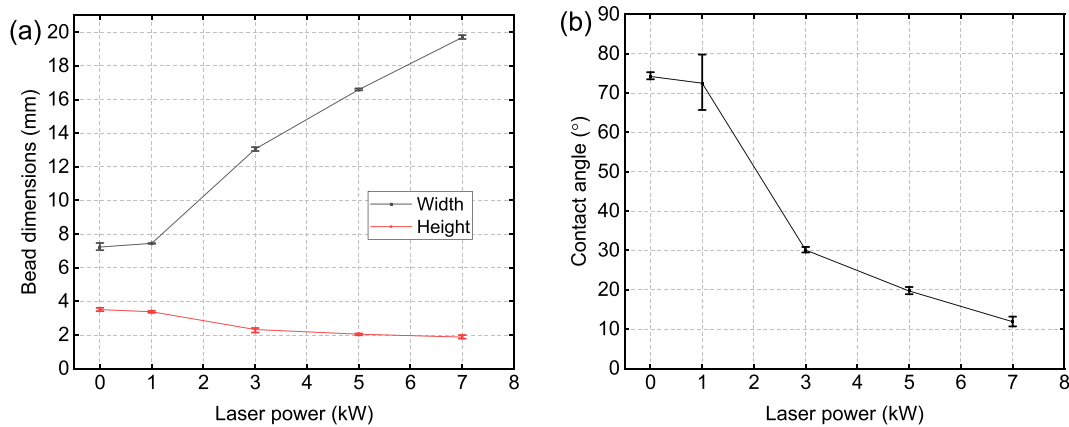 (a)
Bead dimensions (mm)
20
18
16
14
12
10
8
6
4
2
0
Width
Height
0 1 2 3 4 5 6 7 8
Laser power (kW)
(b)
Contact angle (°)
90
80
70
60
50
40
30
20
10
0
0 1 2 3 4 5 6 7 8
Laser power (kW)